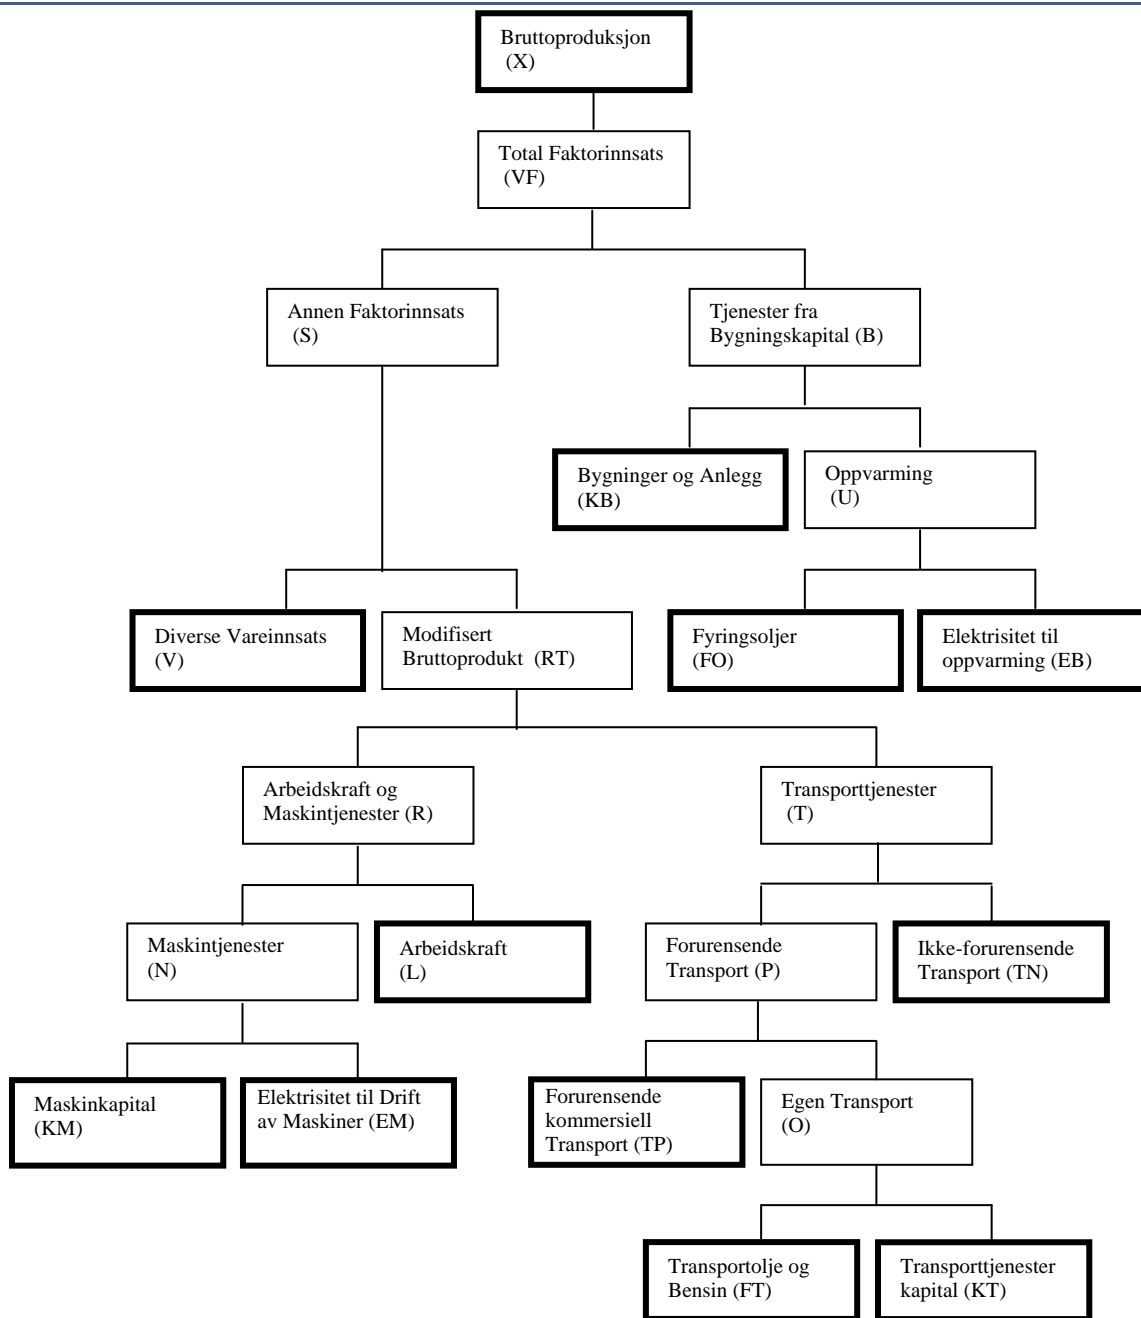 Bruttoproduksjon
(X)
Total Faktorinnsats
(VF)
Annen Faktorinnsats
(S)
Tjenester fra
Bygningskapital (B)
Bygninger og Anlegg
(KB)
Oppvarming
(U)
Diverse Vareinnsats
(V)
Modifisert
Bruttoprodukt (RT)
Fyringsoljer
(FO)
Elektrisitet til
oppvarming (EB)
Arbeidskraft og
Maskintjenester (R)
Transporttjenester
(T)
Maskintjenester
(N)
Arbeidskraft
(L)
Forurensende
Transport (P)
Ikke-forurensende
Transport (TN)
Maskinkapital
(KM)
Elektrisitet til Drift
av Maskiner (EM)
Forurensende
kommersiell
Transport (TP)
Egen Transport
(O)
Transportolje og
Bensin (FT)
Transporttjenester
kapital (KT)